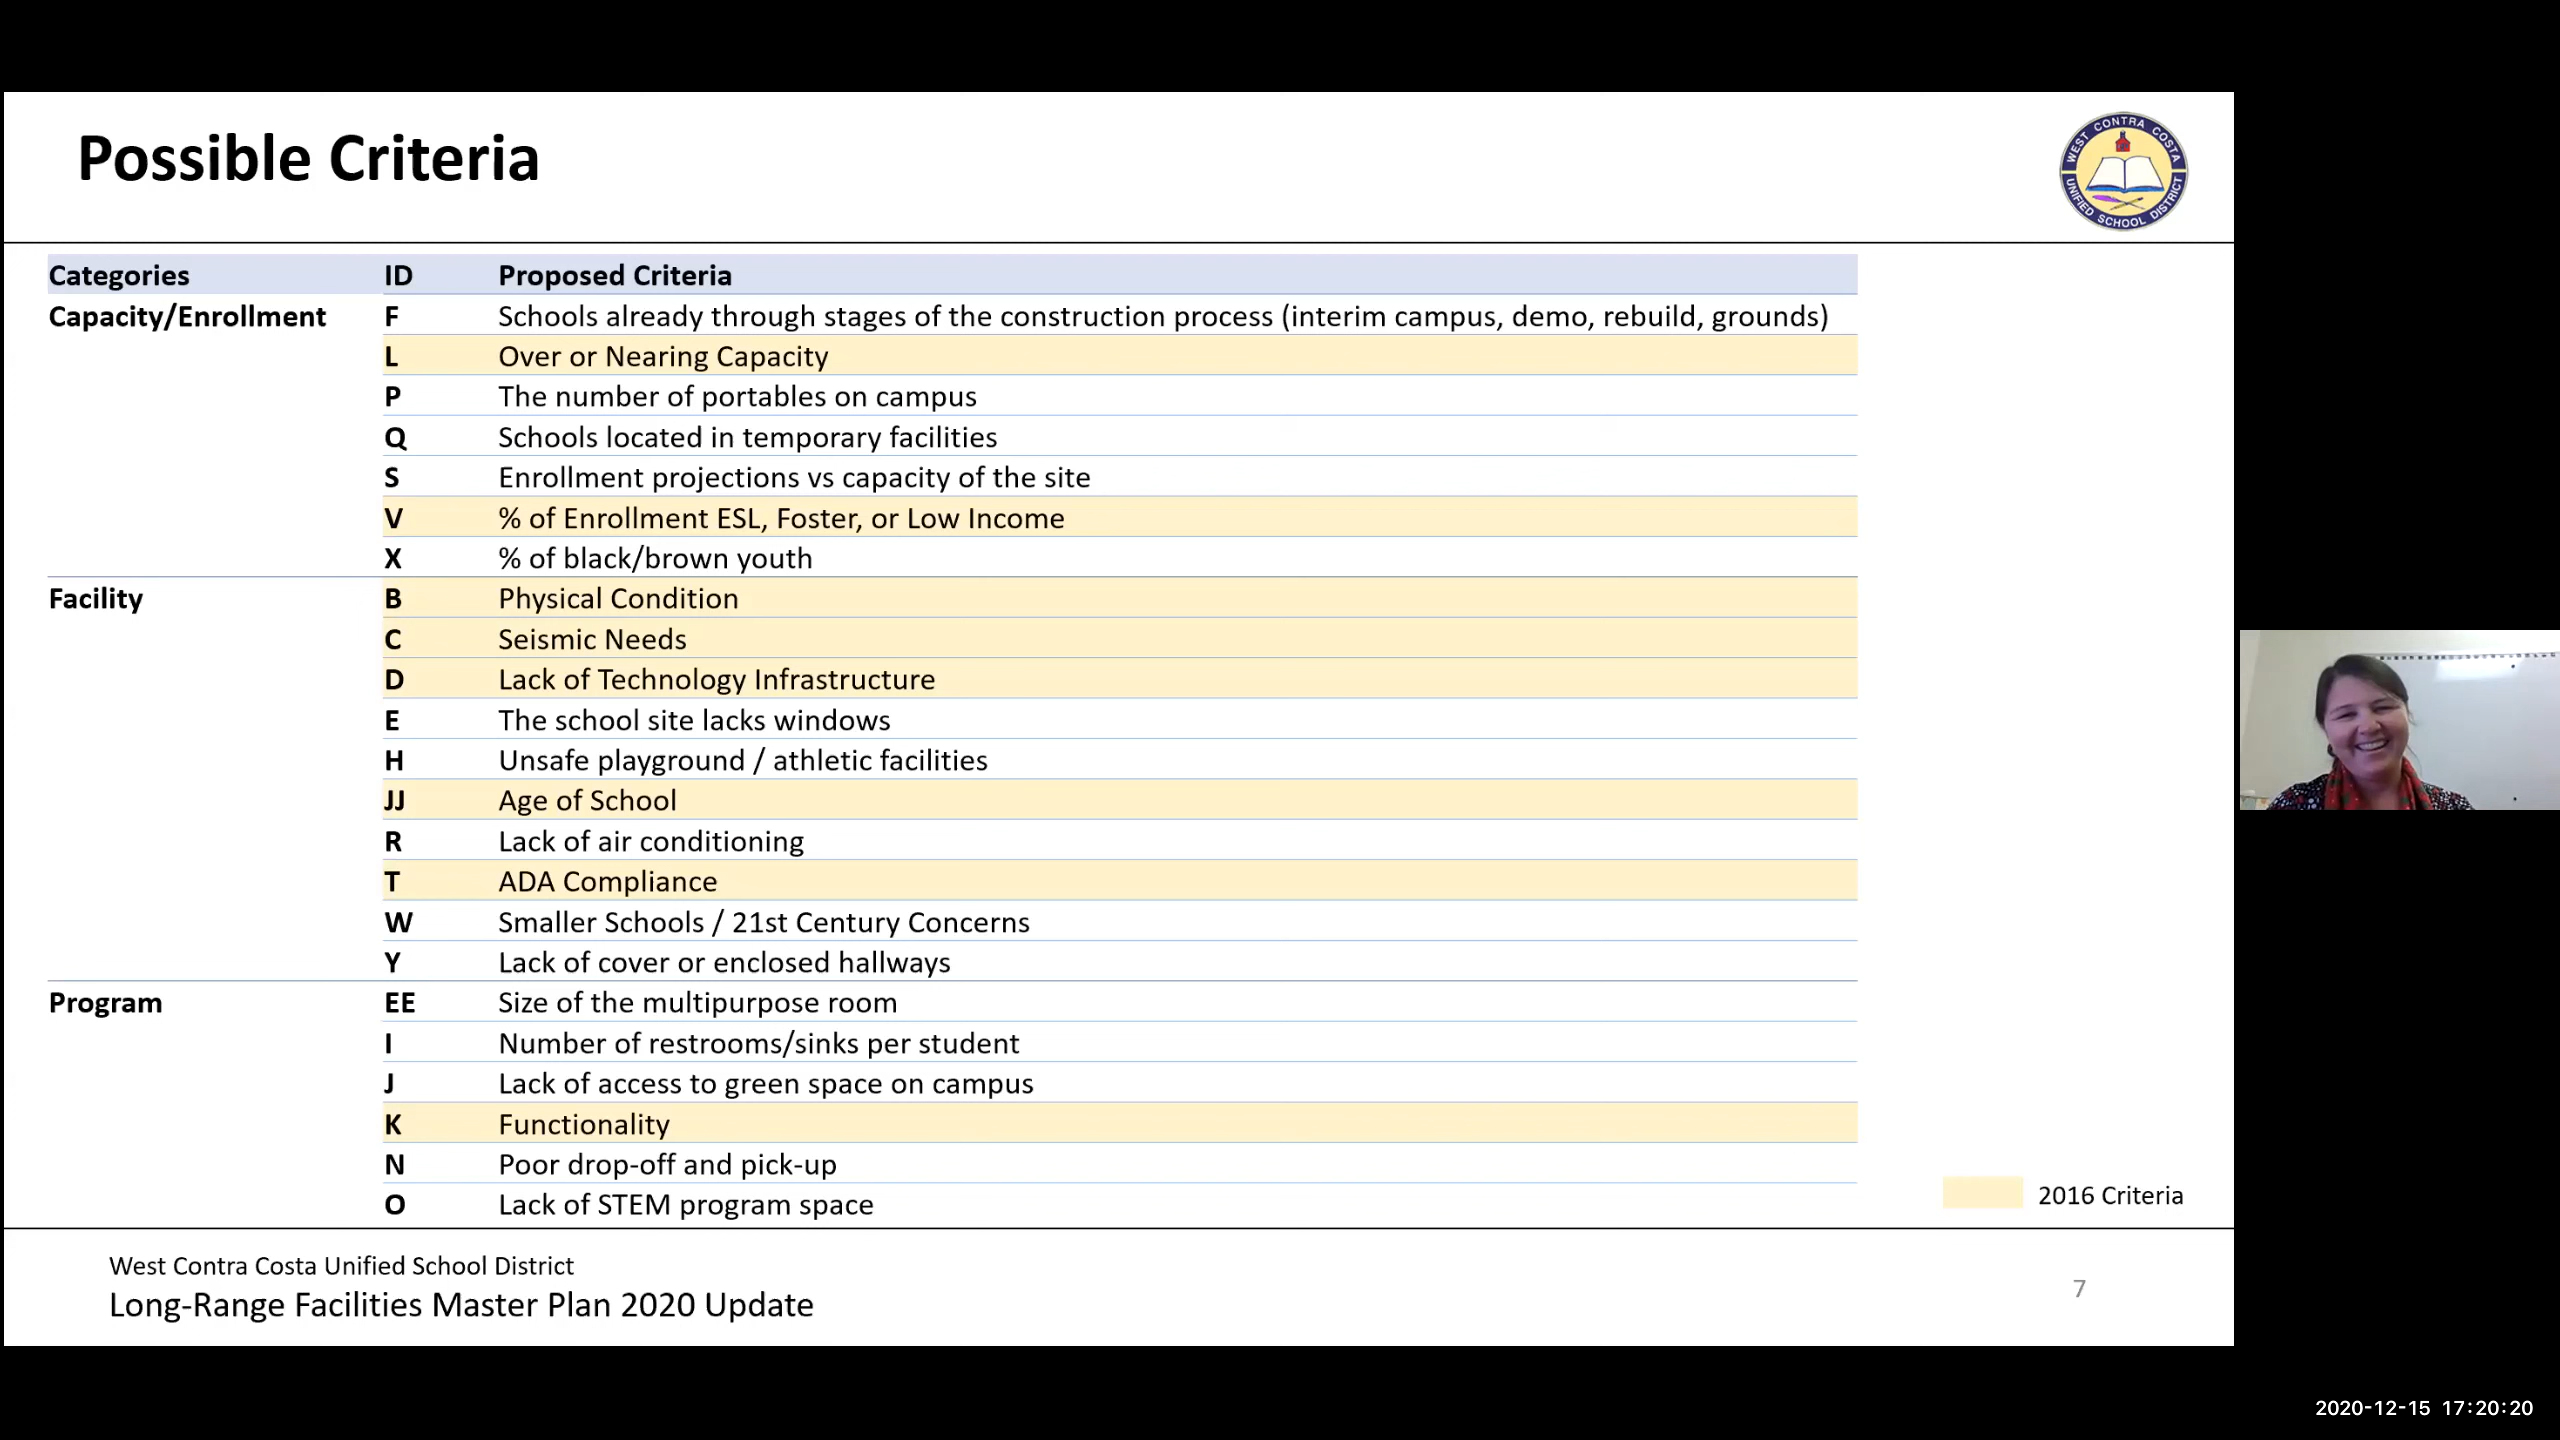 Possible Criteria
WEST CONTRA COSTA
UNIFIED SCHOOL DISTRICT
Categories ID Proposed Criteria
Capacity/Enrollment F Schools already through stages of the construction process (interim campus, demo, rebuild, grounds)
L Over or Nearing Capacity
P The number of portables on campus
Q Schools located in temporary facilities
S Enrollment projections vs capacity of the site
V % of Enrollment ESL, Foster, or Low Income
X % of black/brown youth
Facility B Physical Condition
C Seismic Needs
D Lack of Technology Infrastructure
E The school site lacks windows
H Unsafe playground / athletic facilities
JJ Age of School
R Lack of air conditioning
T ADA Compliance
W Smaller Schools / 21st Century Concerns
Y Lack of cover or enclosed hallways
Program EE Size of the multipurpose room
I Number of restrooms/sinks per student
J Lack of access to green space on campus
K Functionality
N Poor drop-off and pick-up
O Lack of STEM program space
2016 Criteria
West Contra Costa Unified School District
Long-Range Facilities Master Plan 2020 Update
7
2020-12-15 17:20:20